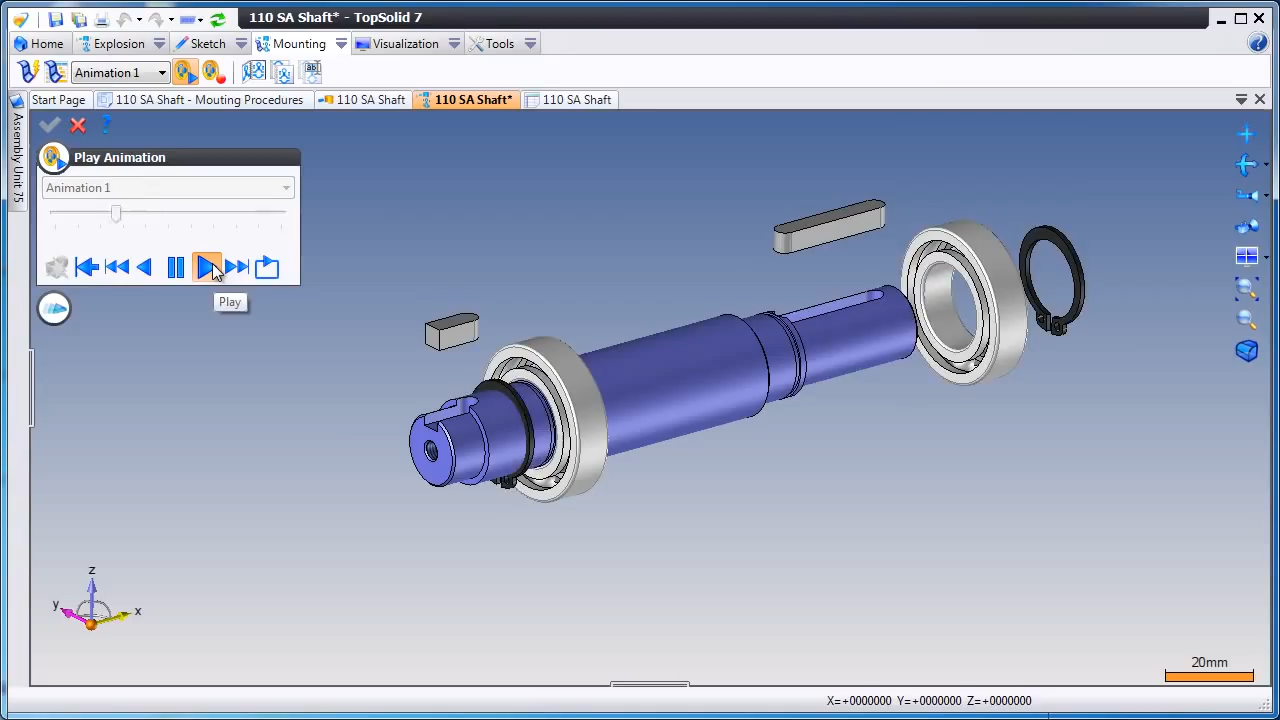 110 SA Shaft* - TopSolid 7
Home Explosion Sketch Mounting Visualization Tools
Animation 1
Start Page 110 SA Shaft - Mouting Procedures 110 SA Shaft 110 SA Shaft* 110 SA Shaft
Assembly Unit 75
Play Animation
Animation 1
Play
z
y
x
20mm
X=+0000000 Y=+0000000 Z=+0000000